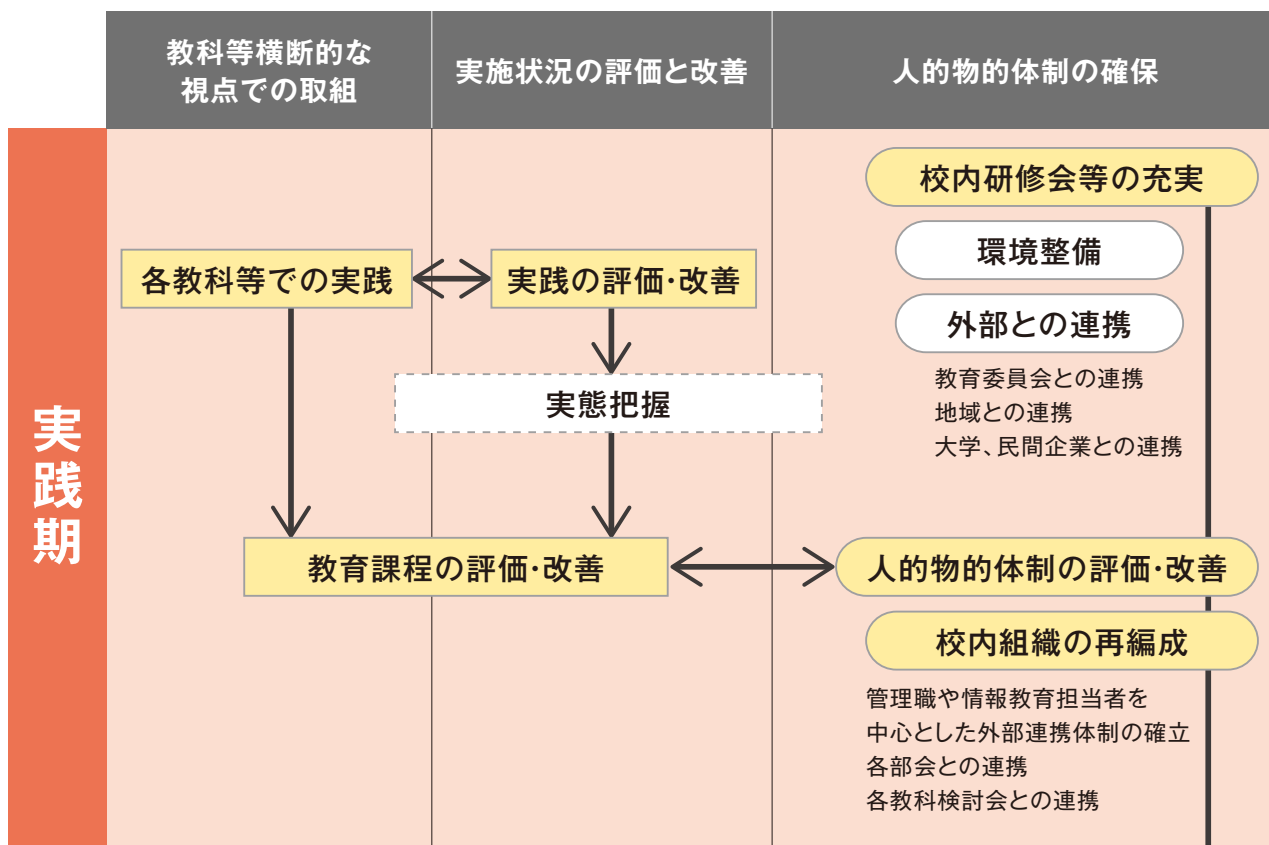 教科等横断的な
視点での取組
実施状況の評価と改善
人的物的体制の確保
実践期
校内研修会等の充実
環境整備
各教科等での実践
実践の評価・改善
外部との連携
教育委員会との連携
地域との連携
大学、民間企業との連携
実態把握
教育課程の評価・改善
人的物的体制の評価・改善
校内組織の再編成
管理職や情報教育担当者を
中心とした外部連携体制の確立
各部会との連携
各教科検討会との連携